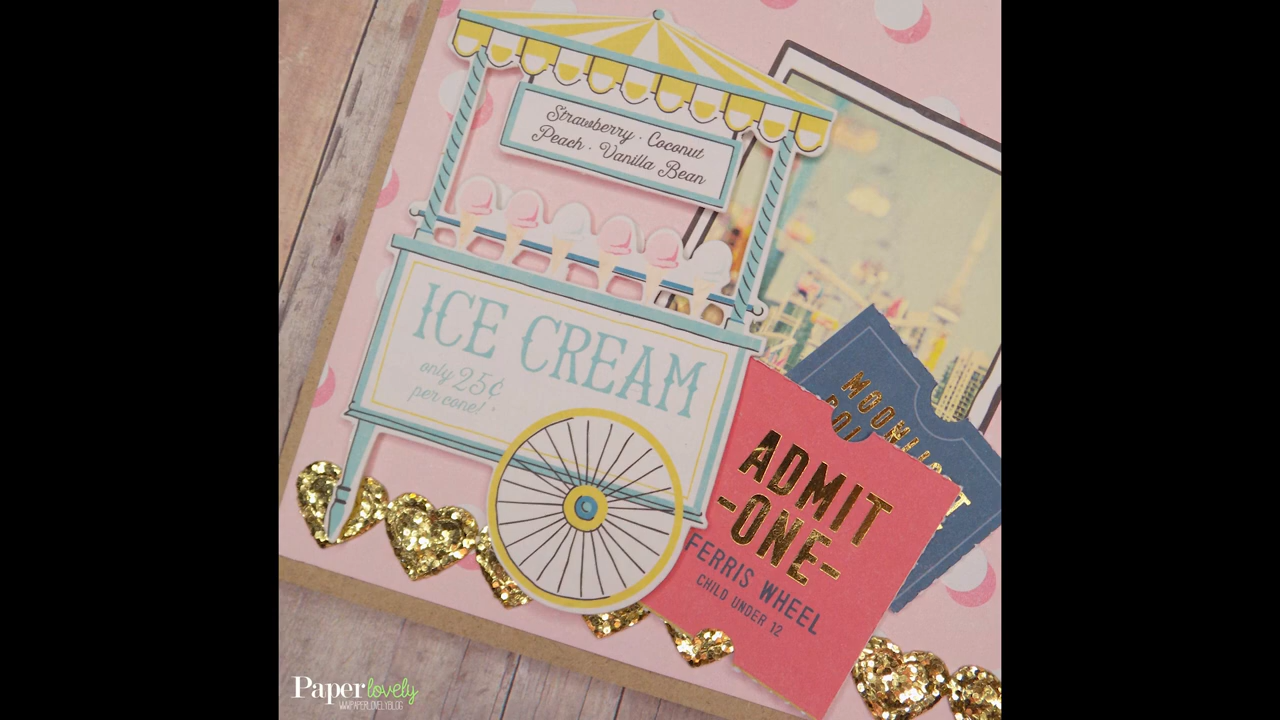 Strawberry · Coconut
Peach · Vanilla Bean
ICE CREAM
only 25¢
per cone!
ADMIT
-ONE-
FERRIS WHEEL
CHILD UNDER 12
Paper lovely